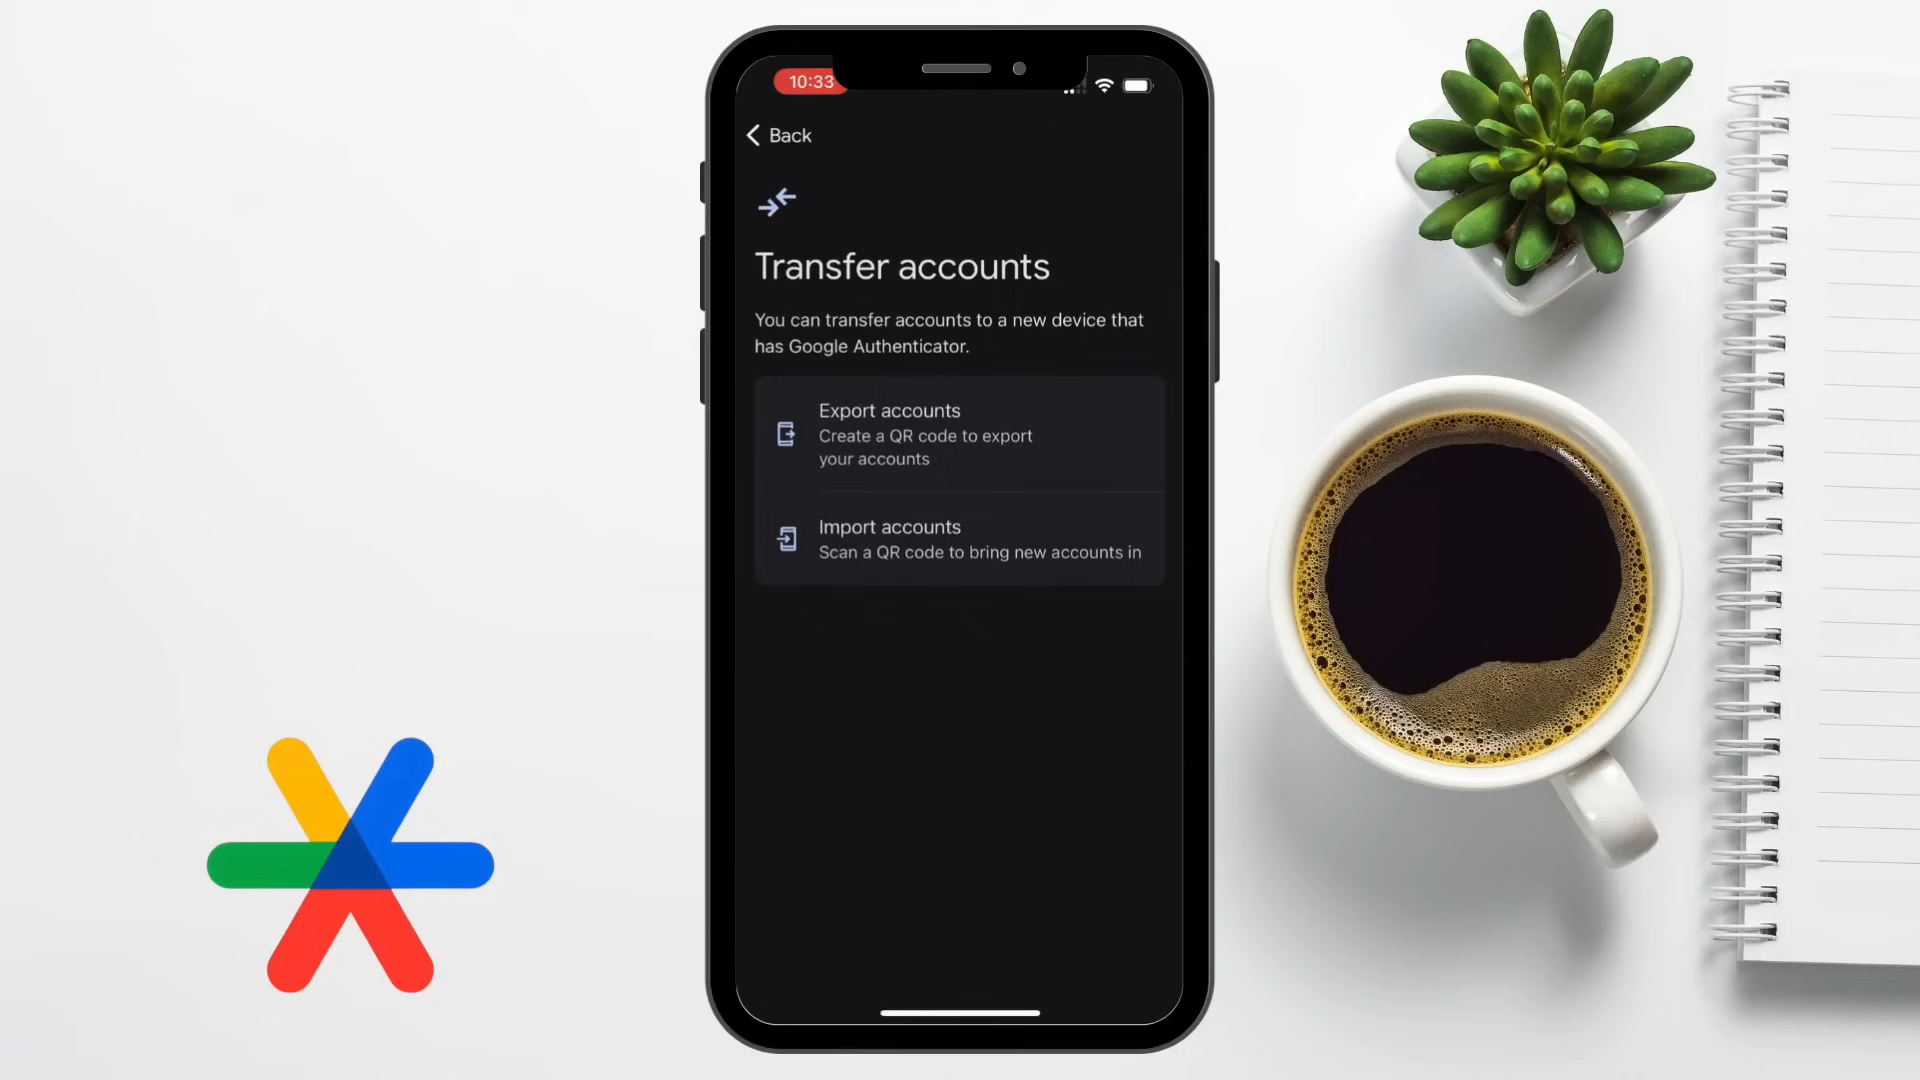 10:33
Back
Transfer accounts
You can transfer accounts to a new device that
has Google Authenticator.
Export accounts
Create a QR code to export
your accounts
Import accounts
Scan a QR code to bring new accounts in